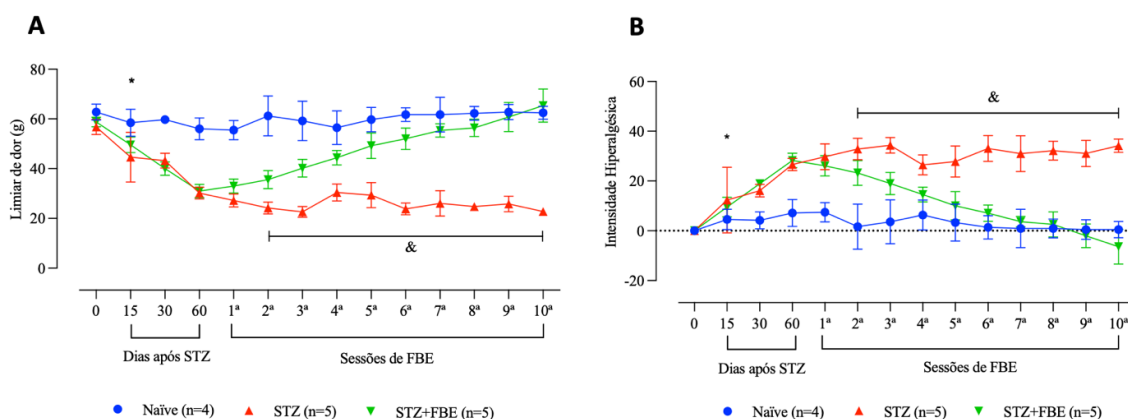 A
Limiar de dor (g)
80
60
40
20
0
*
&
0 15 30 60 1ª 2ª 3ª 4ª 5ª 6ª 7ª 8ª 9ª 10ª
Dias após STZ Sessões de FBE
Naïve (n=4) STZ (n=5) STZ+FBE (n=5)
B
Intensidade Hiperalgésica
60
40
20
0
-20
*
&
0 15 30 60 1ª 2ª 3ª 4ª 5ª 6ª 7ª 8ª 9ª 10ª
Dias após STZ Sessões de FBE
Naïve (n=4) STZ (n=5) STZ+FBE (n=5)